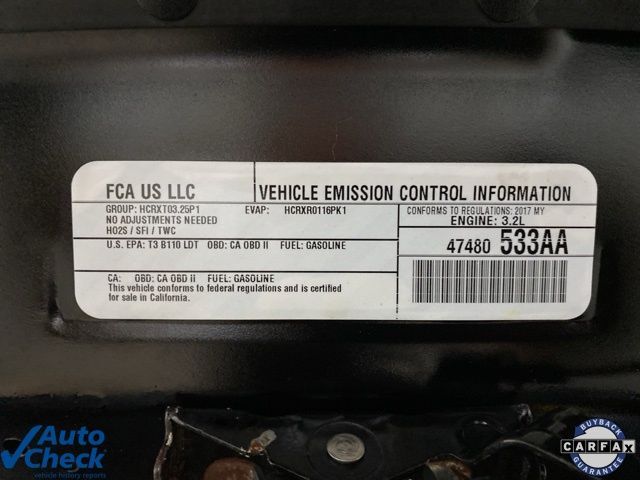 FCA US LLC
VEHICLE EMISSION CONTROL INFORMATION
GROUP: HCRXT03.25P1 EVAP: HCRXR0116PK1
NO ADJUSTMENTS NEEDED
HO2S / SFI / TWC
CONFORMS TO REGULATIONS: 2017 MY
ENGINE: 3.2L
U.S. EPA: T3 B110 LDT OBD: CA OBD II FUEL: GASOLINE
47480 533AA
CA: OBD: CA OBD II FUEL: GASOLINE
This vehicle conforms to federal regulations and is certified
for sale in California.
Auto
Check
vehicle history reports
BUYBACK
CARFAX
GUARANTEE